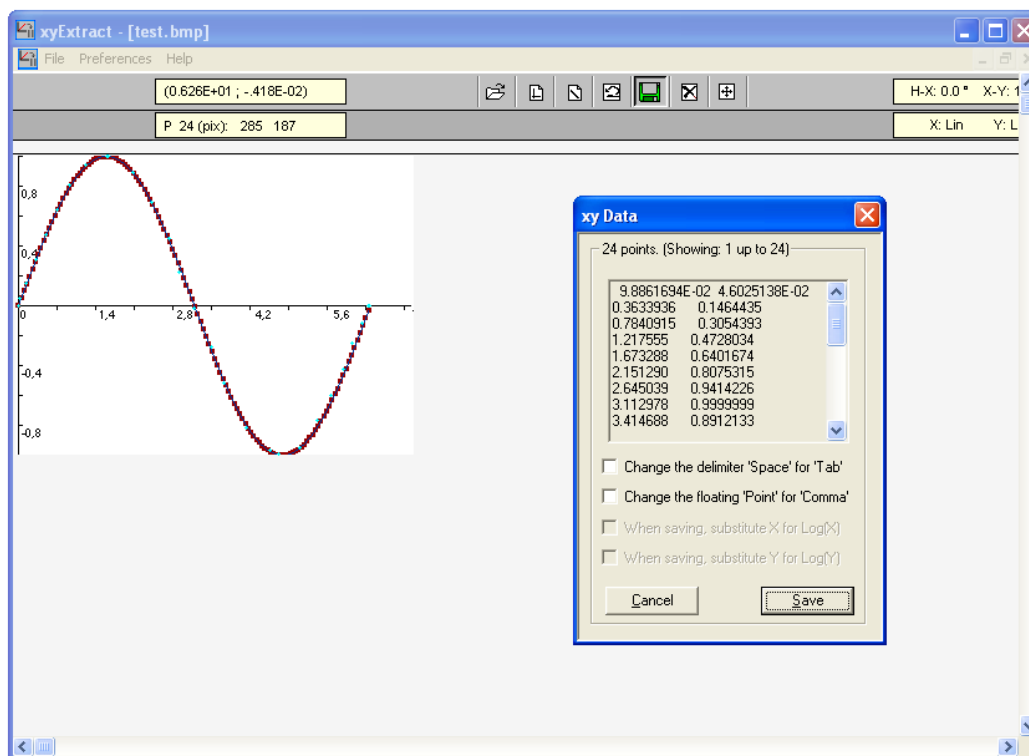 xyExtract - [test.bmp]
File Preferences Help
(0.626E+01 ; -.418E-02)
H-X: 0.0 ° X-Y: 1
P 24 (pix): 285 187
X: Lin Y: L
0,8
0,4
0
1,4
2,8
4,2
5,6
-0,4
-0,8
xy Data
24 points. (Showing: 1 up to 24)
9.8861694E-02 4.6025138E-02
0.3633936 0.1464435
0.7840915 0.3054393
1.217555 0.4728034
1.673288 0.6401674
2.151290 0.8075315
2.645039 0.9414226
3.112978 0.9999999
3.414688 0.8912133
Change the delimiter 'Space' for 'Tab'
Change the floating 'Point' for 'Comma'
When saving, substitute X for Log(X)
When saving, substitute Y for Log(Y)
Cancel
Save